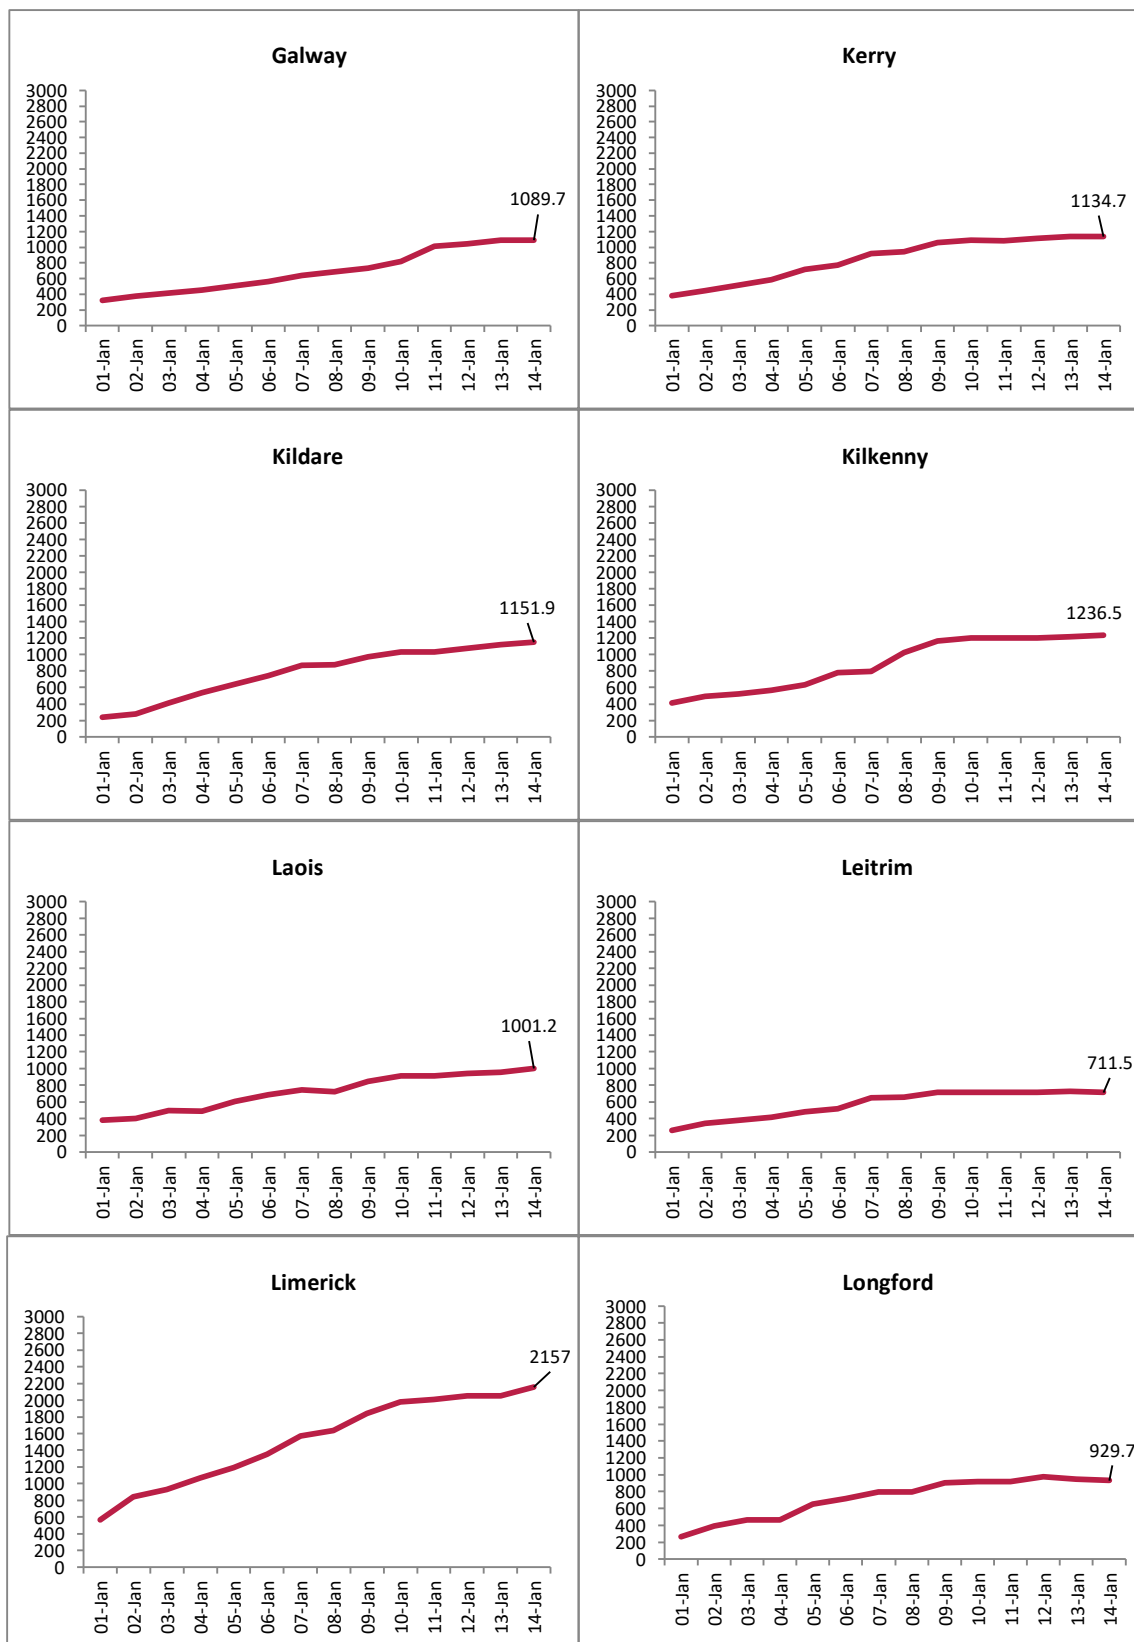 Galway
3000
2800
2600
2400
2200
2000
1800
1600
1400
1200
1000
800
600
400
200
0
1089.7
01-Jan
02-Jan
03-Jan
04-Jan
05-Jan
06-Jan
07-Jan
08-Jan
09-Jan
10-Jan
11-Jan
12-Jan
13-Jan
14-Jan
Kerry
3000
2800
2600
2400
2200
2000
1800
1600
1400
1200
1000
800
600
400
200
0
1134.7
01-Jan
02-Jan
03-Jan
04-Jan
05-Jan
06-Jan
07-Jan
08-Jan
09-Jan
10-Jan
11-Jan
12-Jan
13-Jan
14-Jan
Kildare
3000
2800
2600
2400
2200
2000
1800
1600
1400
1200
1000
800
600
400
200
0
1151.9
01-Jan
02-Jan
03-Jan
04-Jan
05-Jan
06-Jan
07-Jan
08-Jan
09-Jan
10-Jan
11-Jan
12-Jan
13-Jan
14-Jan
Kilkenny
3000
2800
2600
2400
2200
2000
1800
1600
1400
1200
1000
800
600
400
200
0
1236.5
01-Jan
02-Jan
03-Jan
04-Jan
05-Jan
06-Jan
07-Jan
08-Jan
09-Jan
10-Jan
11-Jan
12-Jan
13-Jan
14-Jan
Laois
3000
2800
2600
2400
2200
2000
1800
1600
1400
1200
1000
800
600
400
200
0
1001.2
01-Jan
02-Jan
03-Jan
04-Jan
05-Jan
06-Jan
07-Jan
08-Jan
09-Jan
10-Jan
11-Jan
12-Jan
13-Jan
14-Jan
Leitrim
3000
2800
2600
2400
2200
2000
1800
1600
1400
1200
1000
800
600
400
200
0
711.5
01-Jan
02-Jan
03-Jan
04-Jan
05-Jan
06-Jan
07-Jan
08-Jan
09-Jan
10-Jan
11-Jan
12-Jan
13-Jan
14-Jan
Limerick
3000
2800
2600
2400
2200
2000
1800
1600
1400
1200
1000
800
600
400
200
0
2157
01-Jan
02-Jan
03-Jan
04-Jan
05-Jan
06-Jan
07-Jan
08-Jan
09-Jan
10-Jan
11-Jan
12-Jan
13-Jan
14-Jan
Longford
3000
2800
2600
2400
2200
2000
1800
1600
1400
1200
1000
800
600
400
200
0
929.7
01-Jan
02-Jan
03-Jan
04-Jan
05-Jan
06-Jan
07-Jan
08-Jan
09-Jan
10-Jan
11-Jan
12-Jan
13-Jan
14-Jan